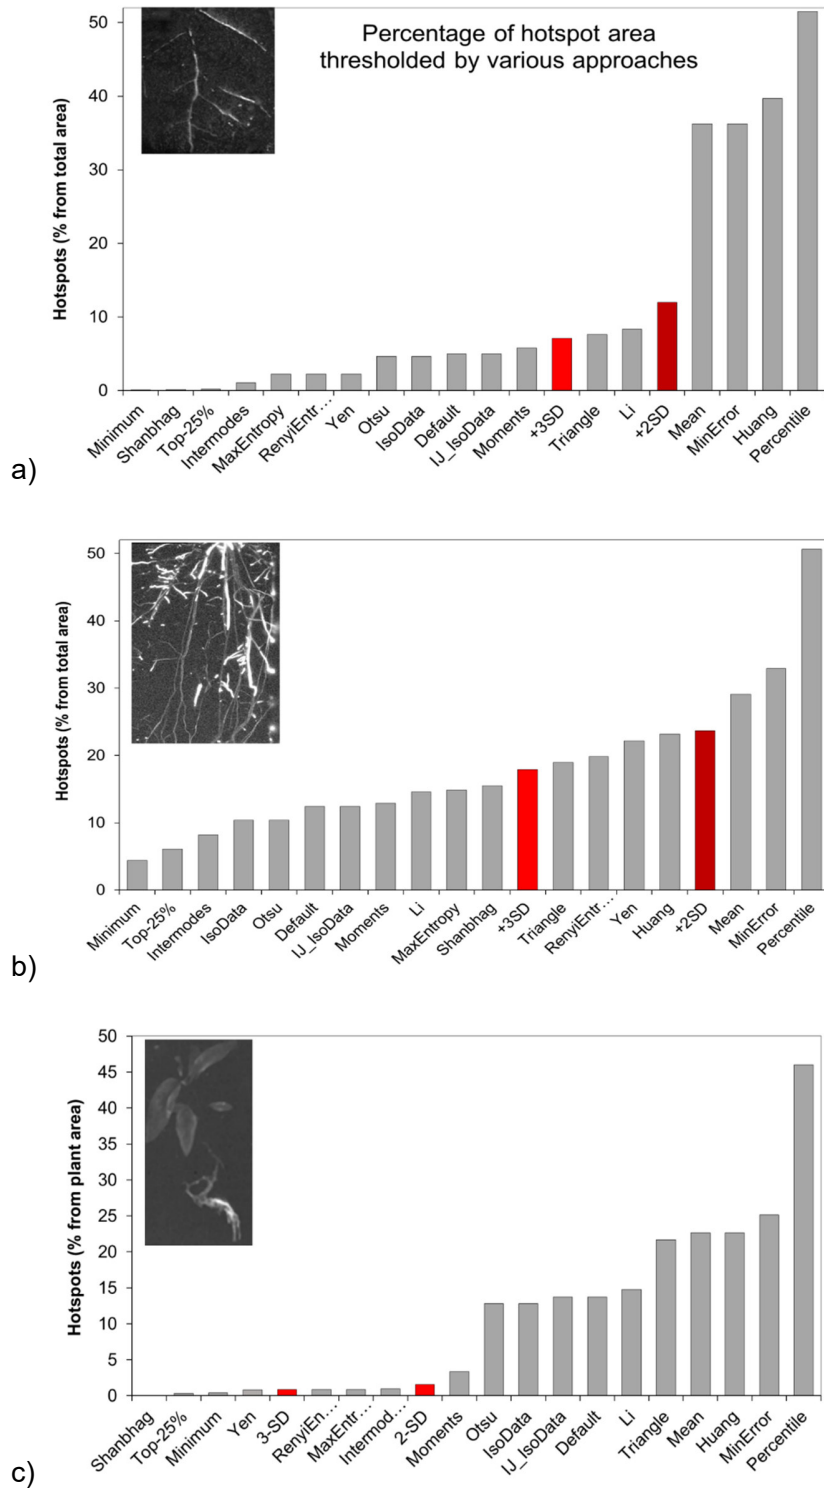 Percentage of hotspot area
thresholded by various approaches
Hotspots (% from total area)
50
40
30
20
10
0
Minimum
Shanbhag
Top-25%
Intermodes
MaxEntropy
RenyiEntr…
Yen
Otsu
IsoData
Default
IJ_IsoData
Moments
+3SD
Triangle
Li
+2SD
Mean
MinError
Huang
Percentile
a)
Hotspots (% from total area)
50
40
30
20
10
0
Minimum
Top-25%
Intermodes
IsoData
Otsu
Default
IJ_IsoData
Moments
Li
MaxEntropy
Shanbhag
+3SD
Triangle
RenyiEntr…
Yen
Huang
+2SD
Mean
MinError
Percentile
b)
Hotspots (% from plant area)
50
45
40
35
30
25
20
15
10
5
0
Shanbhag
Top-25%
Minimum
Yen
3-SD
RenyiEn…
MaxEntr…
Intermod…
2-SD
Moments
Otsu
IsoData
IJ_IsoData
Default
Li
Triangle
Mean
Huang
MinError
Percentile
c)